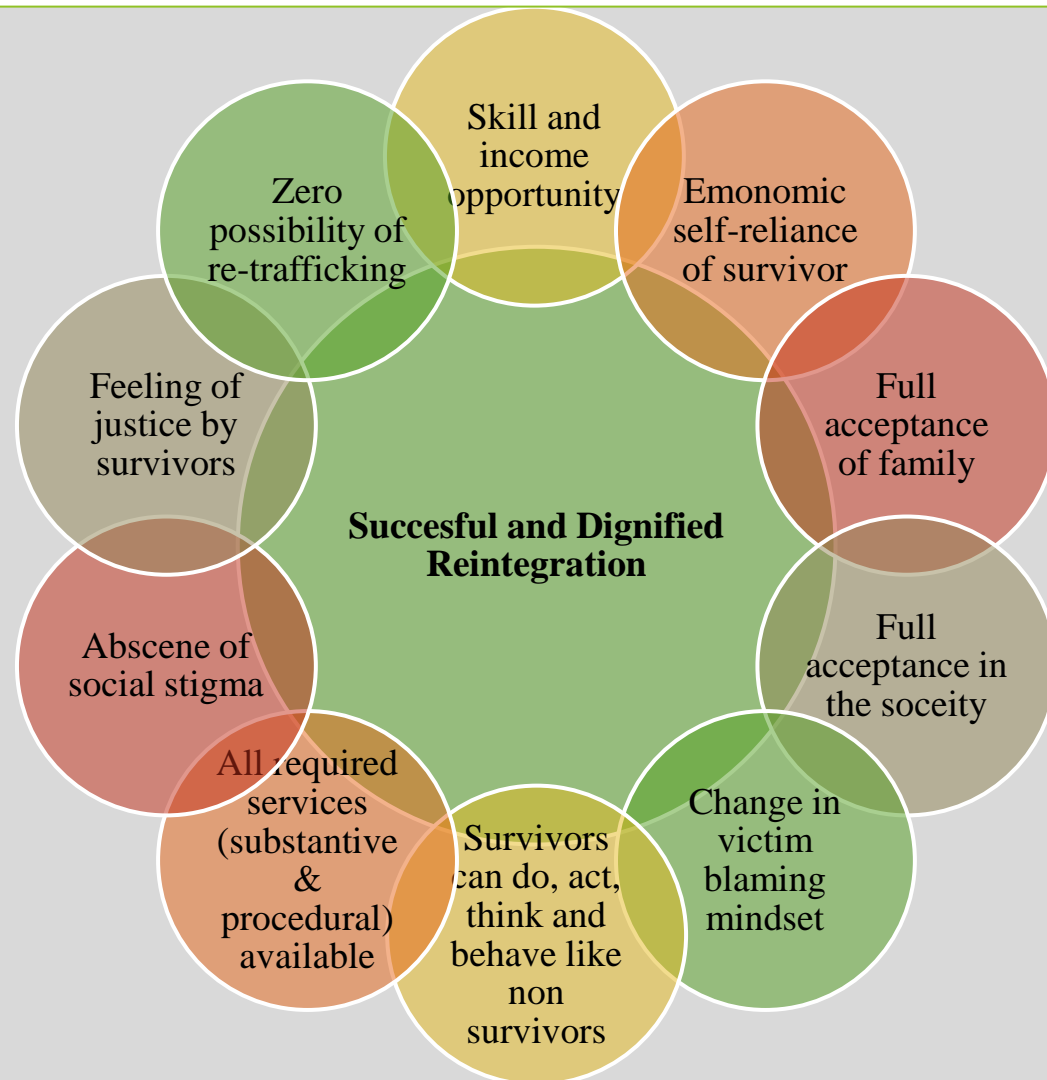 Skill and
income
opportunity
Emonomic
self-reliance
of survivor
Full
acceptance
of family
Full
acceptance in
the soceity
Change in
victim
blaming
mindset
Survivors
can do, act,
think and
behave like
non
survivors
All required
services
(substantive
&
procedural)
available
Abscene of
social stigma
Feeling of
justice by
survivors
Zero
possibility of
re-trafficking
Succesful and Dignified
Reintegration